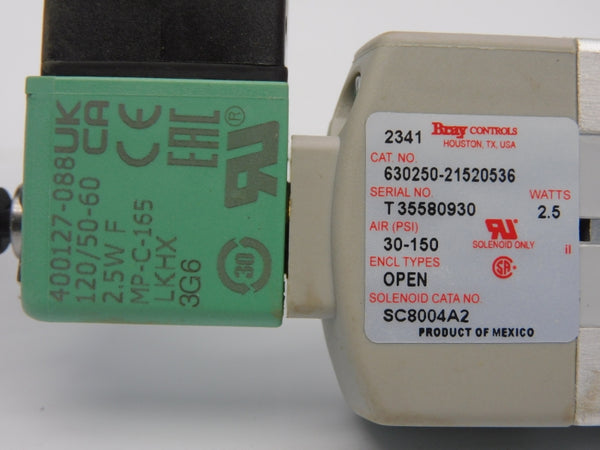 400127-088
120/50-60
2.5W F
MP-C-165
LKHX
3G6
UK
CA
CE
EAC
UR
®
30
2341 Bray CONTROLS
HOUSTON, TX, USA
CAT. NO.
630250-21520536
SERIAL NO.
T35580930
WATTS
2.5
AIR (PSI)
30-150
SOLENOID ONLY
il
ENCL TYPES
OPEN
SOLENOID CATA NO.
SC8004A2
PRODUCT OF MEXICO